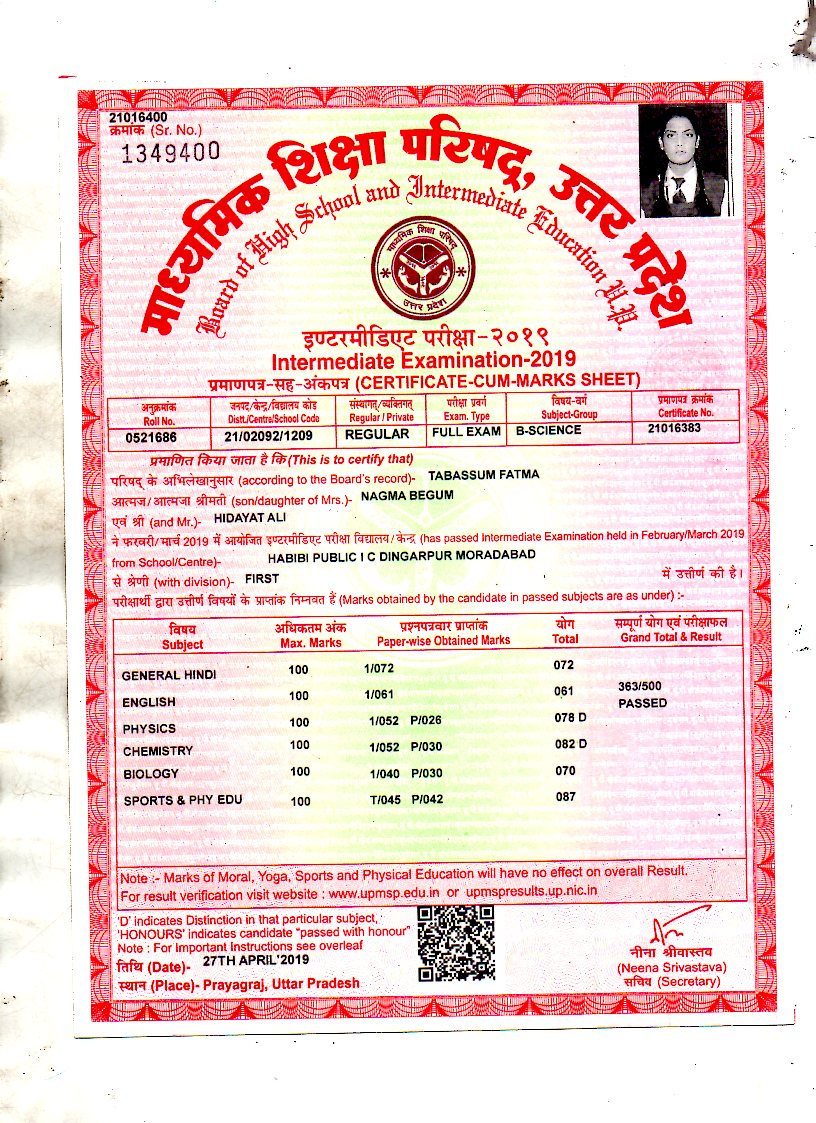 21016400
क्रमांक (Sr. No.)
1349400
माध्यमिक शिक्षा परिषद्, उत्तर प्रदेश
Board of High School and Intermediate Education U.P.
माध्यमिक शिक्षा परिषद्
उत्तर प्रदेश
इण्टरमीडिएट परीक्षा-२०१९
Intermediate Examination-2019
प्रमाणपत्र-सह-अंकपत्र (CERTIFICATE-CUM-MARKS SHEET)
अनुक्रमांक जनपद/केन्द्र/विद्यालय कोड संस्थागत्/व्यक्तिगत् परीक्षा प्रवर्ग विषय-वर्ग प्रमाणपत्र क्रमांक
Roll No. Distt./Centre/School Code Regular / Private Exam. Type Subject-Group Certificate No.
0521686 21/02092/1209 REGULAR FULL EXAM B-SCIENCE 21016383
प्रमाणित किया जाता है कि (This is to certify that)
परिषद् के अभिलेखानुसार (according to the Board's record)- TABASSUM FATMA
आत्मज/आत्मजा श्रीमती (son/daughter of Mrs.)- NAGMA BEGUM
एवं श्री (and Mr.)- HIDAYAT ALI
ने फरवरी/मार्च 2019 में आयोजित इण्टरमीडिएट परीक्षा विद्यालय/केन्द्र (has passed Intermediate Examination held in February/March 2019
from School/Centre)- HABIBI PUBLIC I C DINGARPUR MORADABAD
से श्रेणी (with division)- FIRST में उत्तीर्ण की है।
परीक्षार्थी द्वारा उत्तीर्ण विषयों के प्राप्तांक निम्नवत हैं (Marks obtained by the candidate in passed subjects are as under) :-
विषय अधिकतम अंक प्रश्नपत्रवार प्राप्तांक योग सम्पूर्ण योग एवं परीक्षाफल
Subject Max. Marks Paper-wise Obtained Marks Total Grand Total & Result
GENERAL HINDI 100 1/072 072
ENGLISH 100 1/061 061 363/500
PASSED
PHYSICS 100 1/052 P/026 078 D
CHEMISTRY 100 1/052 P/030 082 D
BIOLOGY 100 1/040 P/030 070
SPORTS & PHY EDU 100 T/045 P/042 087
Note :- Marks of Moral, Yoga, Sports and Physical Education will have no effect on overall Result.
For result verification visit website : www.upmsp.edu.in or upmspresults.up.nic.in
'D' indicates Distinction in that particular subject,
'HONOURS' indicates candidate "passed with honour"
Note : For Important Instructions see overleaf
तिथि (Date)- 27TH APRIL'2019
स्थान (Place)- Prayagraj, Uttar Pradesh
नीना श्रीवास्तव
(Neena Srivastava)
सचिव (Secretary)